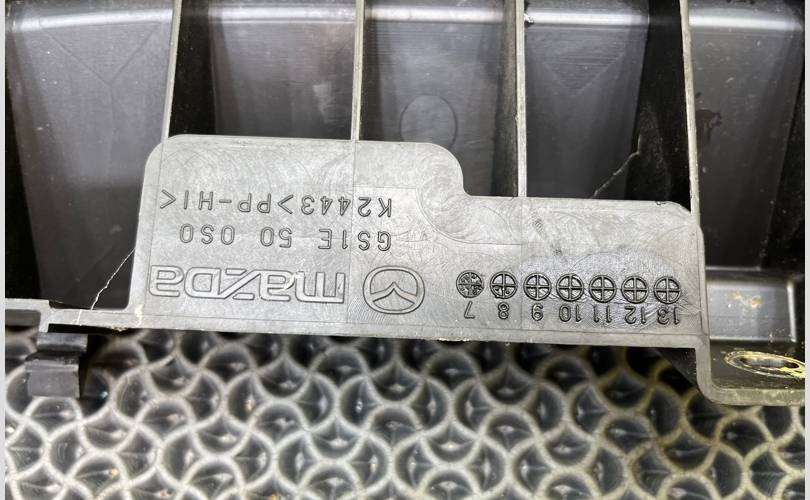 13 12 11 10 9 8 7
mazda
GS1E 50 0S0
K2443>PP-HI<